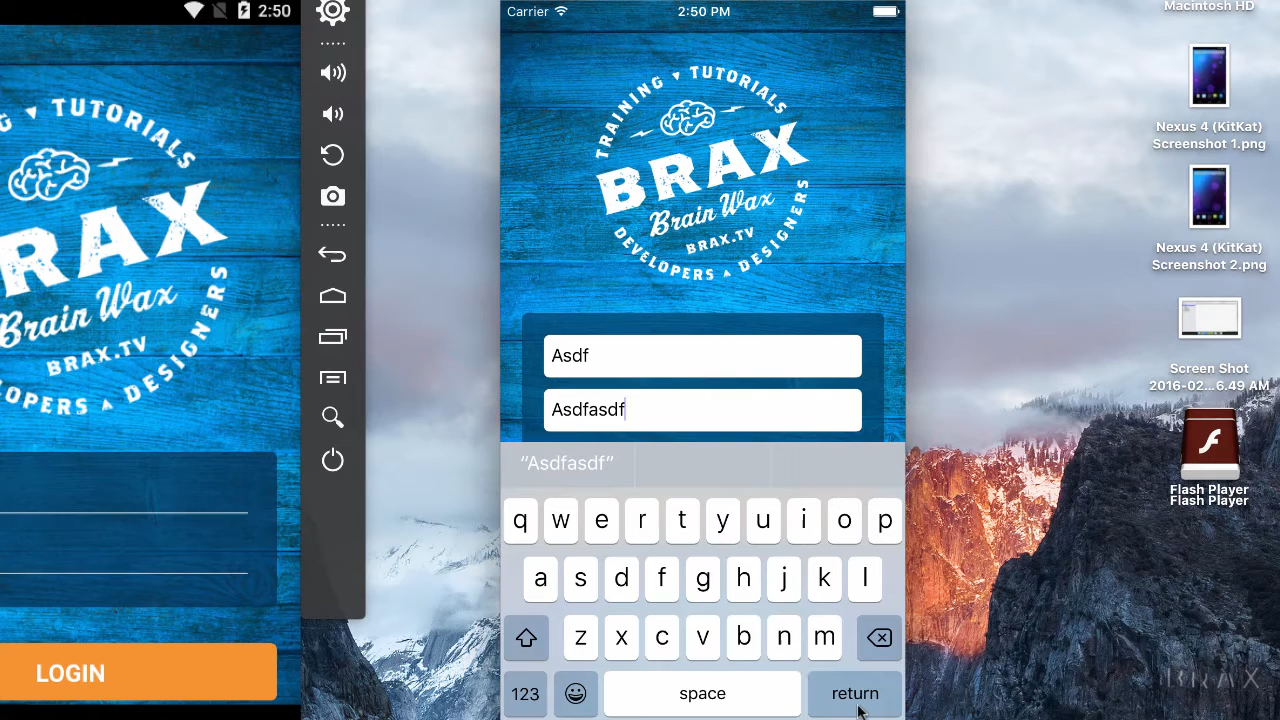 2:50
TUTORIALS
BRAX
Brain Wax
BRAX.TV
DESIGNERS
LOGIN
Carrier
2:50 PM
TRAINING ▼ TUTORIALS
BRAX
Brain Wax
BRAX.TV
DEVELOPERS ▲ DESIGNERS
Asdf
Asdfasdf
“Asdfasdf”
q w e r t y u i o p
a s d f g h j k l
z x c v b n m
123
space
return
Macintosh HD
Nexus 4 (KitKat)
Screenshot 1.png
Nexus 4 (KitKat)
Screenshot 2.png
Screen Shot
2016-02...6.49 AM
Flash Player
Flash Player
BRAX